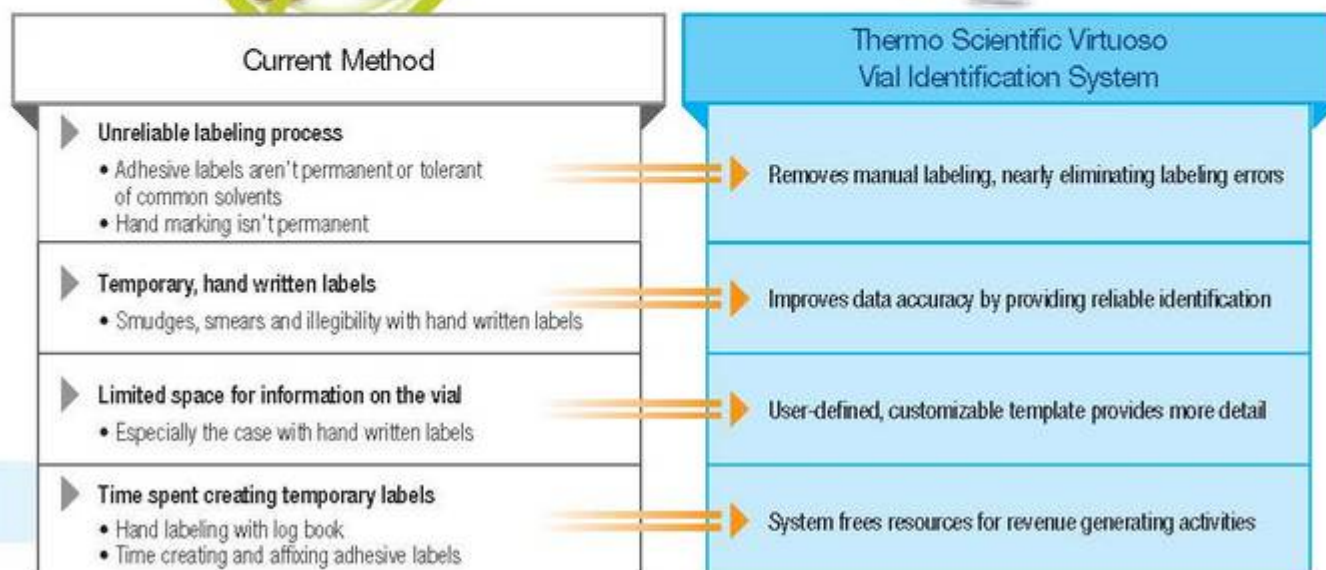 Current Method
Thermo Scientific Virtuoso
Vial Identification System
Unreliable labeling process
• Adhesive labels aren't permanent or tolerant
of common solvents
• Hand marking isn't permanent
Removes manual labeling, nearly eliminating labeling errors
Temporary, hand written labels
• Smudges, smears and illegibility with hand written labels
Improves data accuracy by providing reliable identification
Limited space for information on the vial
• Especially the case with hand written labels
User-defined, customizable template provides more detail
Time spent creating temporary labels
• Hand labeling with log book
• Time creating and affixing adhesive labels
System frees resources for revenue generating activities